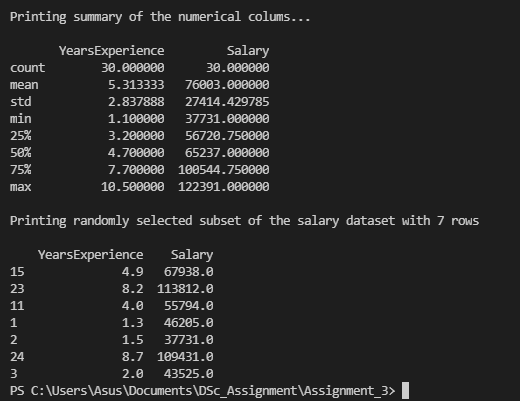 Printing summary of the numerical colums...
YearsExperience Salary
count 30.000000 30.000000
mean 5.313333 76003.000000
std 2.837888 27414.429785
min 1.100000 37731.000000
25% 3.200000 56720.750000
50% 4.700000 65237.000000
75% 7.700000 100544.750000
max 10.500000 122391.000000
Printing randomly selected subset of the salary dataset with 7 rows
YearsExperience Salary
15 4.9 67938.0
23 8.2 113812.0
11 4.0 55794.0
1 1.3 46205.0
2 1.5 37731.0
24 8.7 109431.0
3 2.0 43525.0
PS C:\Users\Asus\Documents\DSc_Assignment\Assignment_3>